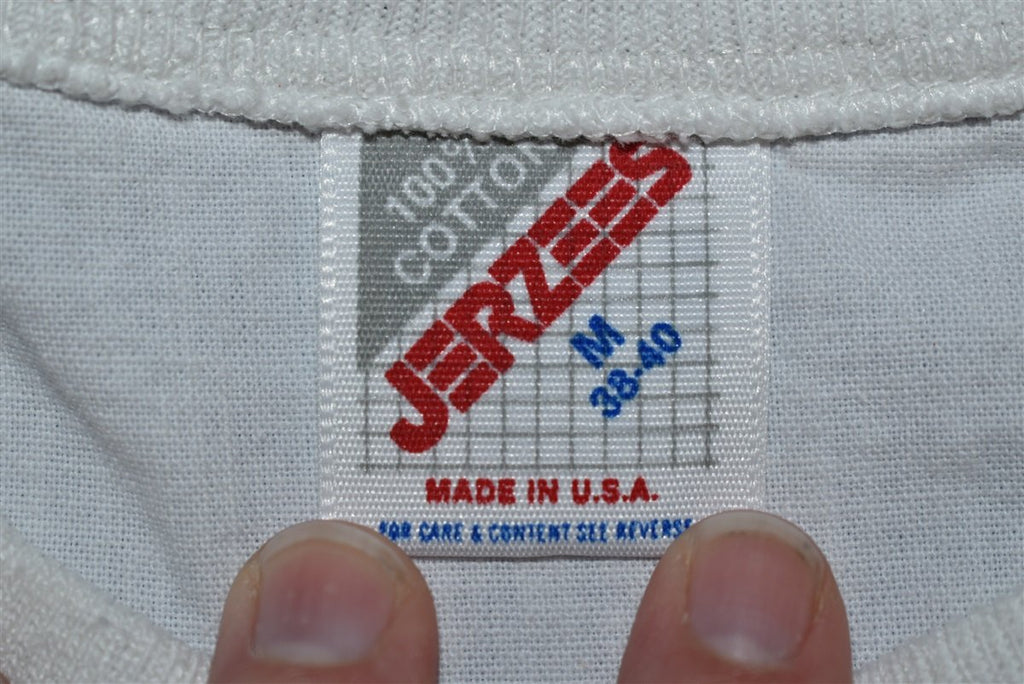 100%
COTTON
JERZEES
M
38-40
MADE IN U.S.A.
FOR CARE & CONTENT SEE REVERSE